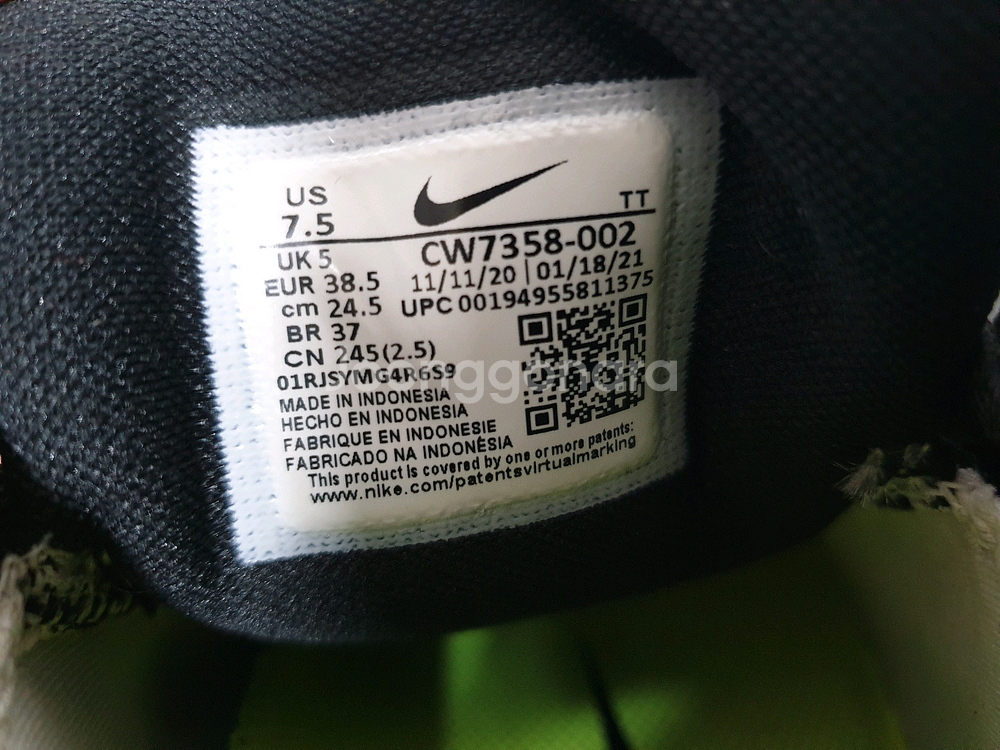 US
7.5
TT
CW7358-002
UK 5
11/11/20 | 01/18/21
EUR 38.5
UPC 00194955811375
cm 24.5
BR 37
CN 245(2.5)
01RJSYMG4R6S9
MADE IN INDONESIA
HECHO EN INDONESIA
FABRIQUE EN INDONESIE
FABRICADO NA INDONÉSIA
This product is covered by one or more patents:
www.nike.com/patentsvirtualmarking